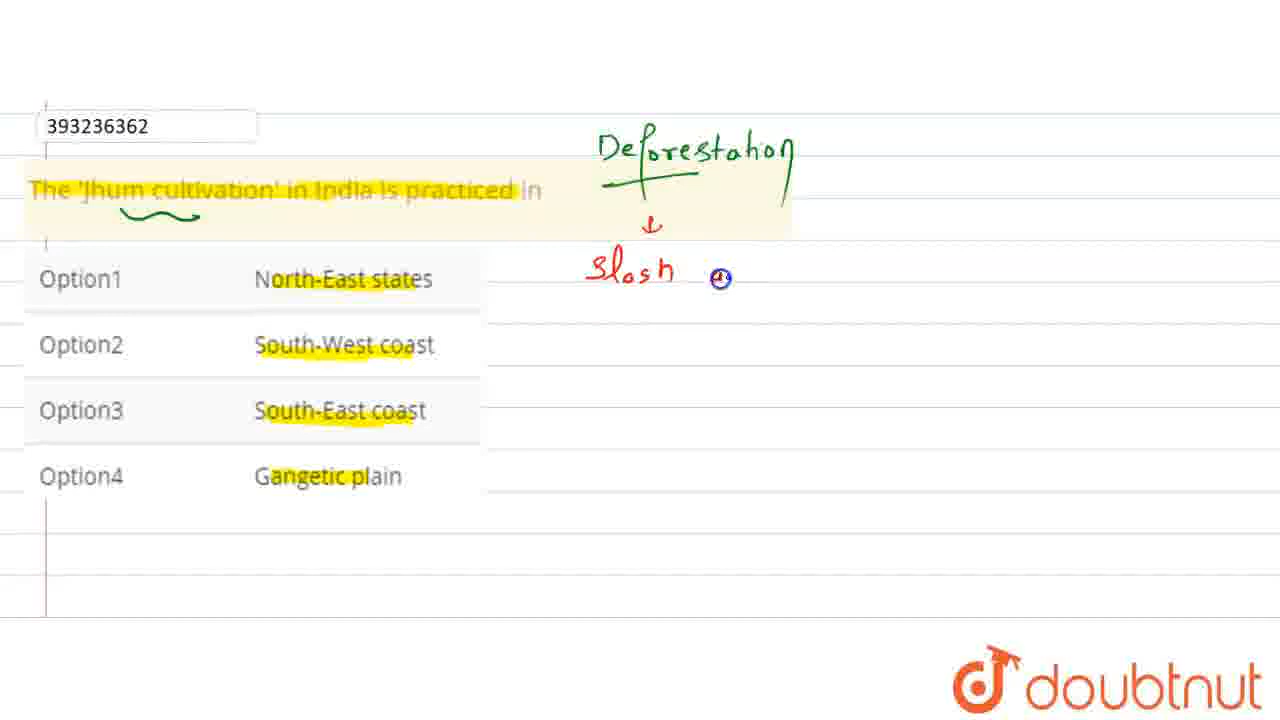 393236362
The 'Jhum cultivation' in India is practiced in
Option1 North-East states
Option2 South-West coast
Option3 South-East coast
Option4 Gangetic plain
Deforestation
Slash
doubtnut